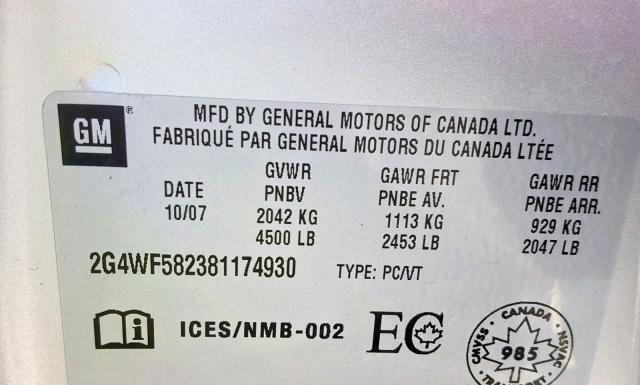 GM®
MFD BY GENERAL MOTORS OF CANADA LTD.
FABRIQUÉ PAR GENERAL MOTORS DU CANADA LTÉE
DATE
10/07
GVWR
PNBV
2042 KG
4500 LB
GAWR FRT
PNBE AV.
1113 KG
2453 LB
GAWR RR
PNBE ARR.
929 KG
2047 LB
2G4WF582381174930 TYPE: PC/VT
i ICES/NMB-002 EC
CANADA
CMVSS • NSVAC
985